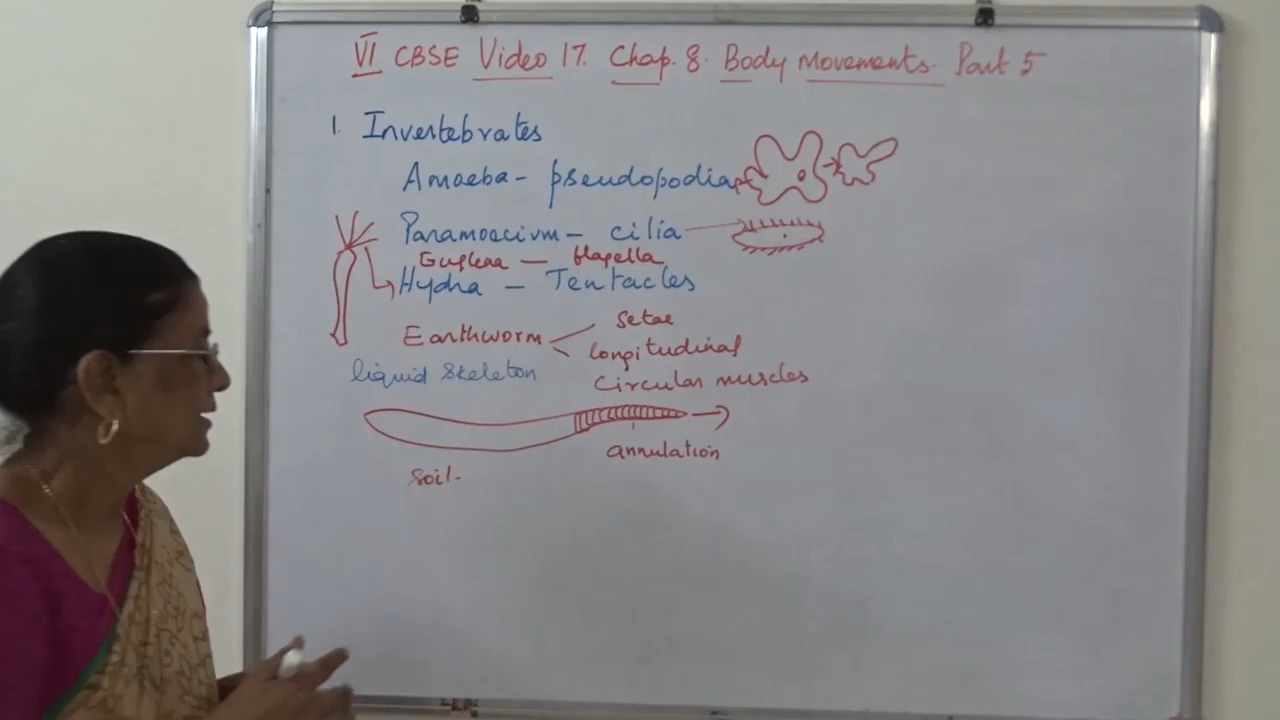 VI CBSE Video 17. Chap. 8. Body Movements. Part 5
1. Invertebrates
Amoeba - pseudopodia
Paramoecium - cilia
Euglena - flagella
Hydra - Tentacles
Earthworm
Setae
longitudinal
Circular muscles
liquid skeleton
annulation
Soil-